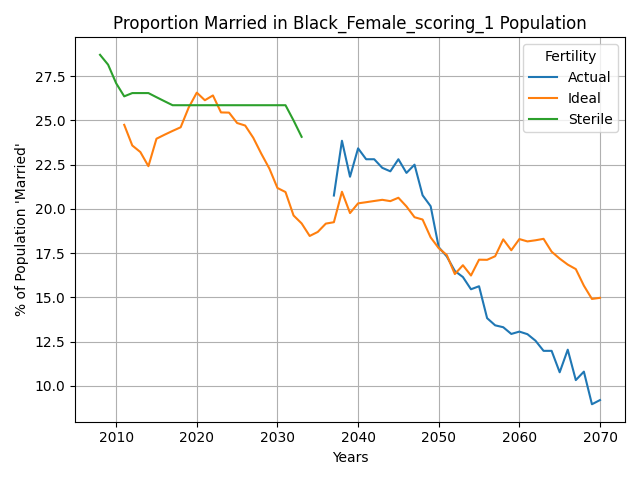 Proportion Married in Black_Female_scoring_1 Population
Fertility
Actual
Ideal
Sterile
% of Population 'Married'
27.5
25.0
22.5
20.0
17.5
15.0
12.5
10.0
2010 2020 2030 2040 2050 2060 2070
Years